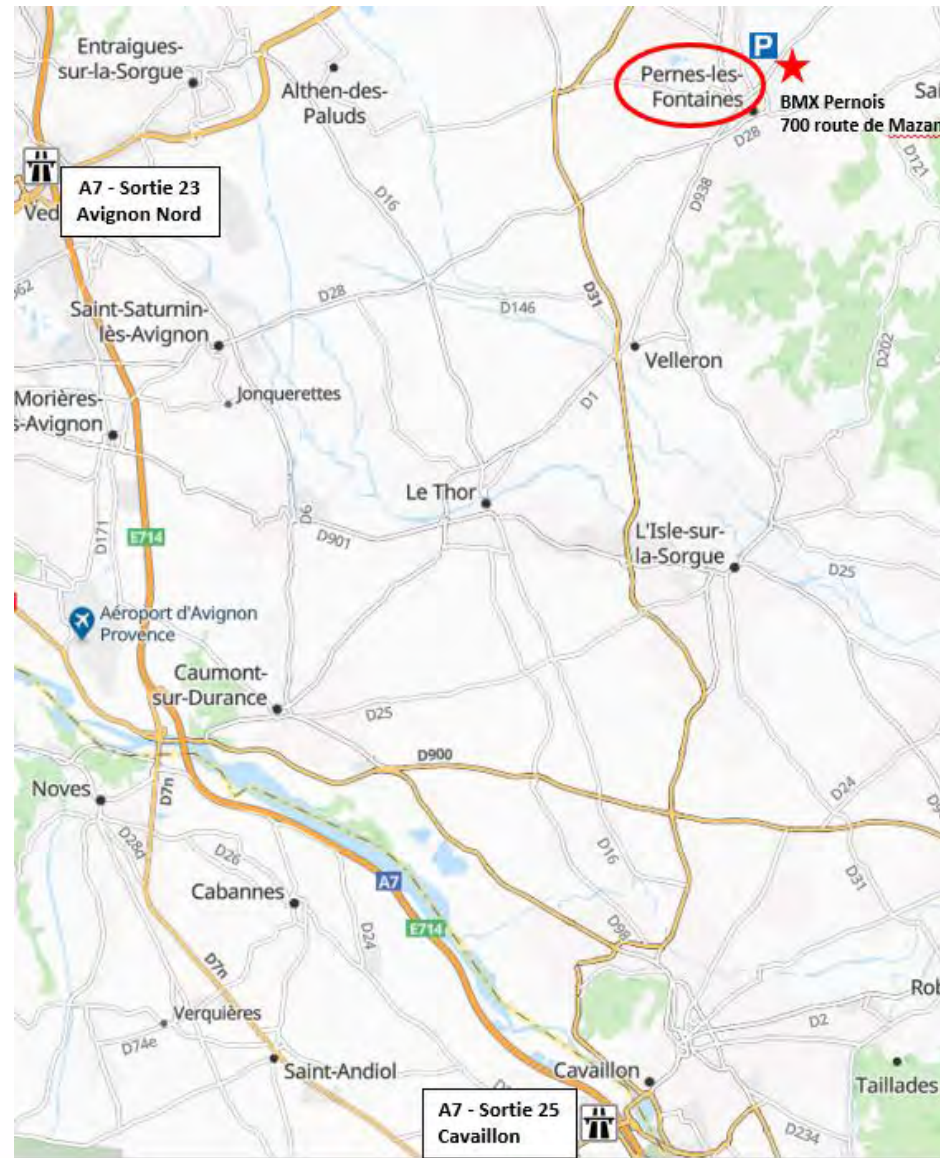 Entraigues-
sur-la-Sorgue
Althen-des-
Paluds
Pernes-les-
Fontaines
P
BMX Pernois
700 route de Mazan
D28
D121
A7 - Sortie 23
Avignon Nord
D16
D938
D28
D146
D31
Saint-Saturnin-
lès-Avignon
Velleron
D202
Jonquerettes
D1
Morières-
s-Avignon
Le Thor
D6
D901
D171
E714
L'Isle-sur-
la-Sorgue
D25
Aéroport d'Avignon
Provence
Caumont-
sur-Durance
D25
D900
Noves
D7n
D24
D28d
D26
D16
D31
A7
Cabannes
E714
D24
D7n
Verquières
D2
D74e
Saint-Andiol
Cavaillon
Taillades
A7 - Sortie 25
Cavaillon
D234